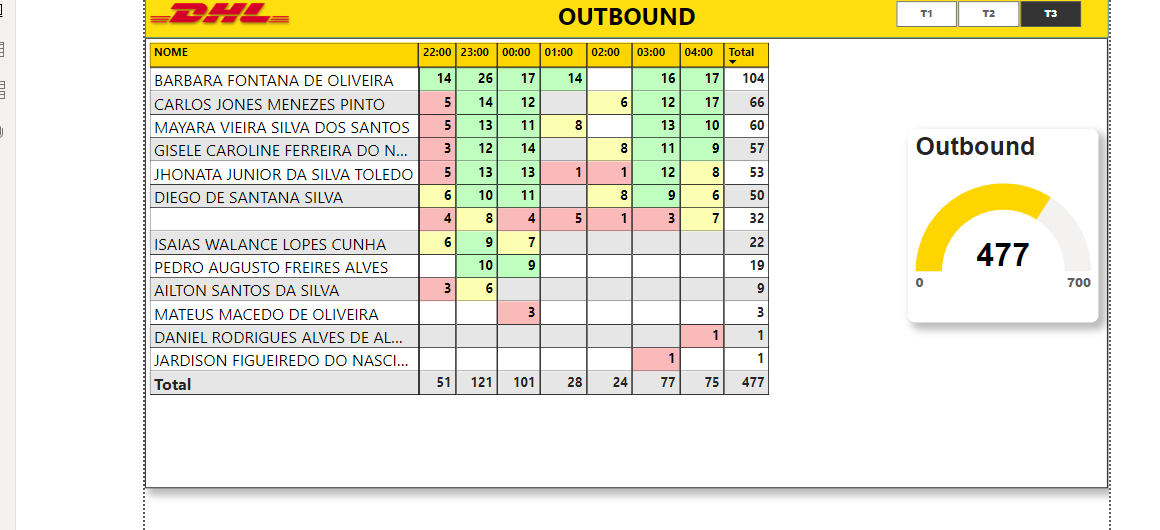 DHL OUTBOUND T1 T2 T3
NOME 22:00 23:00 00:00 01:00 02:00 03:00 04:00 Total
BARBARA FONTANA DE OLIVEIRA 14 26 17 14 16 17 104
CARLOS JONES MENEZES PINTO 5 14 12 6 12 17 66
MAYARA VIEIRA SILVA DOS SANTOS 5 13 11 8 13 10 60
GISELE CAROLINE FERREIRA DO N... 3 12 14 8 11 9 57
JHONATA JUNIOR DA SILVA TOLEDO 5 13 13 1 1 12 8 53
DIEGO DE SANTANA SILVA 6 10 11 8 9 6 50
4 8 4 5 1 3 7 32
ISAIAS WALANCE LOPES CUNHA 6 9 7 22
PEDRO AUGUSTO FREIRES ALVES 10 9 19
AILTON SANTOS DA SILVA 3 6 9
MATEUS MACEDO DE OLIVEIRA 3 3
DANIEL RODRIGUES ALVES DE AL... 1 1
JARDISON FIGUEIREDO DO NASCI... 1 1
Total 51 121 101 28 24 77 75 477
Outbound
477
0 700